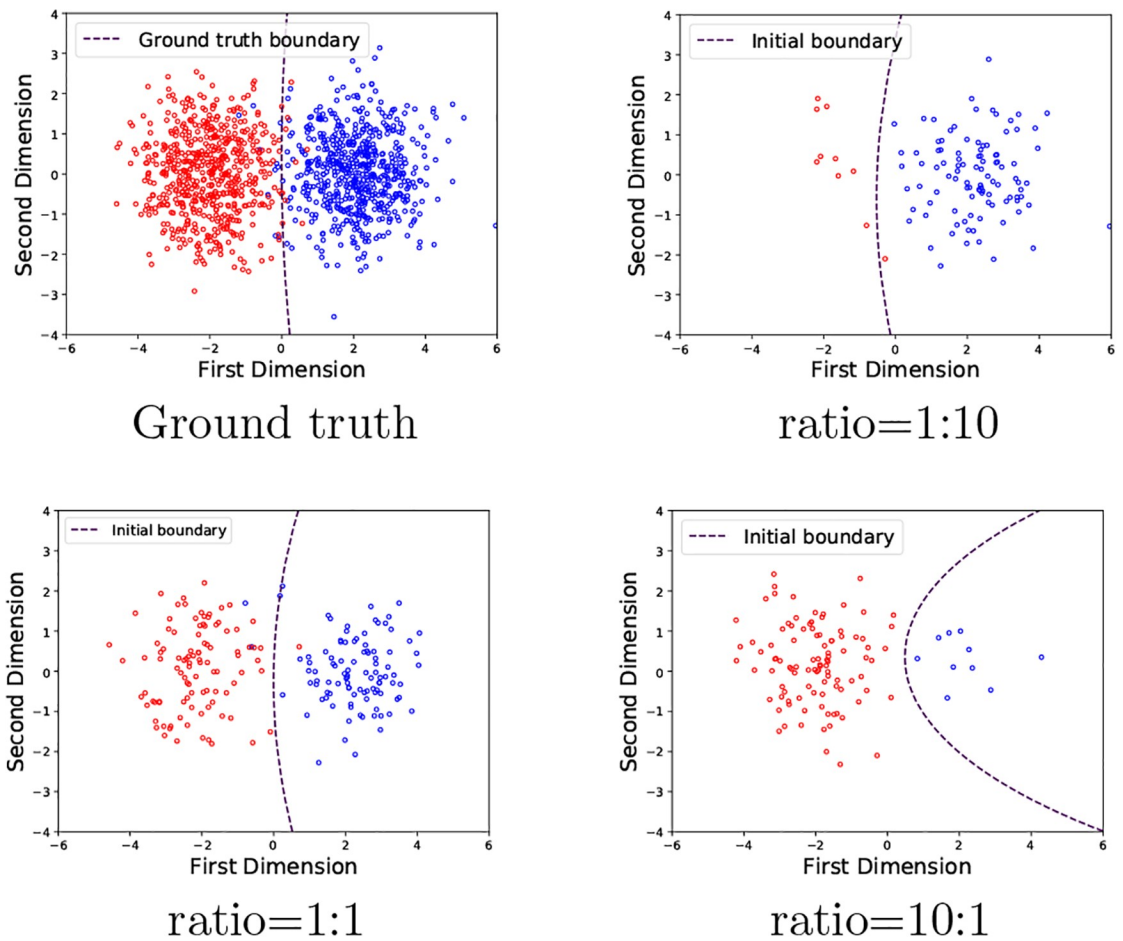 Ground truth boundary
4
3
2
1
0
−1
−2
−3
−4
Second Dimension
−6 −4 −2 0 2 4 6
First Dimension
Ground truth
Initial boundary
4
3
2
1
0
−1
−2
−3
−4
Second Dimension
−6 −4 −2 0 2 4 6
First Dimension
ratio=1:10
Initial boundary
4
3
2
1
0
−1
−2
−3
−4
Second Dimension
−6 −4 −2 0 2 4 6
First Dimension
ratio=1:1
Initial boundary
4
3
2
1
0
−1
−2
−3
−4
Second Dimension
−6 −4 −2 0 2 4 6
First Dimension
ratio=10:1